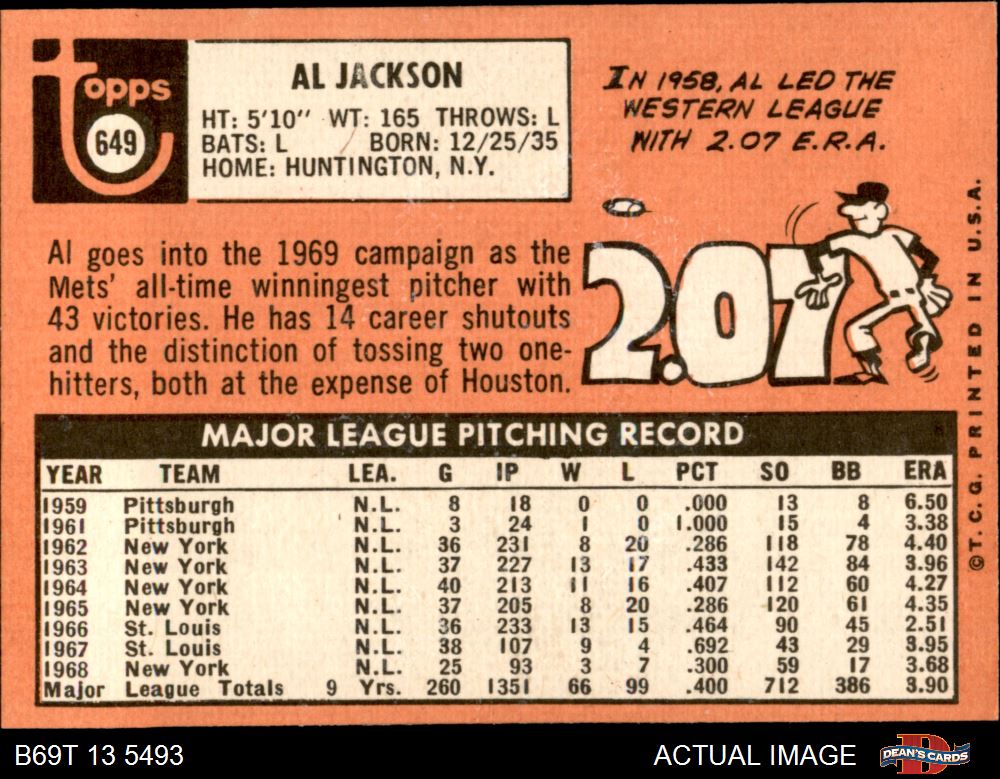 Topps
649
AL JACKSON
HT: 5'10" WT: 165 THROWS: L
BATS: L BORN: 12/25/35
HOME: HUNTINGTON, N.Y.
IN 1958, AL LED THE
WESTERN LEAGUE
WITH 2.07 E.R.A.
2.07
Al goes into the 1969 campaign as the
Mets' all-time winningest pitcher with
43 victories. He has 14 career shutouts
and the distinction of tossing two one-
hitters, both at the expense of Houston.
MAJOR LEAGUE PITCHING RECORD
YEAR TEAM LEA. G IP W L PCT SO BB ERA
1959 Pittsburgh N.L. 8 18 0 0 .000 13 8 6.50
1961 Pittsburgh N.L. 3 24 1 0 1.000 15 4 3.38
1962 New York N.L. 36 231 8 20 .286 118 78 4.40
1963 New York N.L. 37 227 13 17 .433 142 84 3.96
1964 New York N.L. 40 213 11 16 .407 112 60 4.27
1965 New York N.L. 37 205 8 20 .286 120 61 4.35
1966 St. Louis N.L. 36 233 13 15 .464 90 45 2.51
1967 St. Louis N.L. 38 107 9 4 .692 43 29 3.95
1968 New York N.L. 25 93 3 7 .300 59 17 3.68
Major League Totals 9 Yrs. 260 1351 66 99 .400 712 386 3.90
©T. C. G. PRINTED IN U.S.A.
B69T 13 5493 ACTUAL IMAGE
DEAN'S CARDS